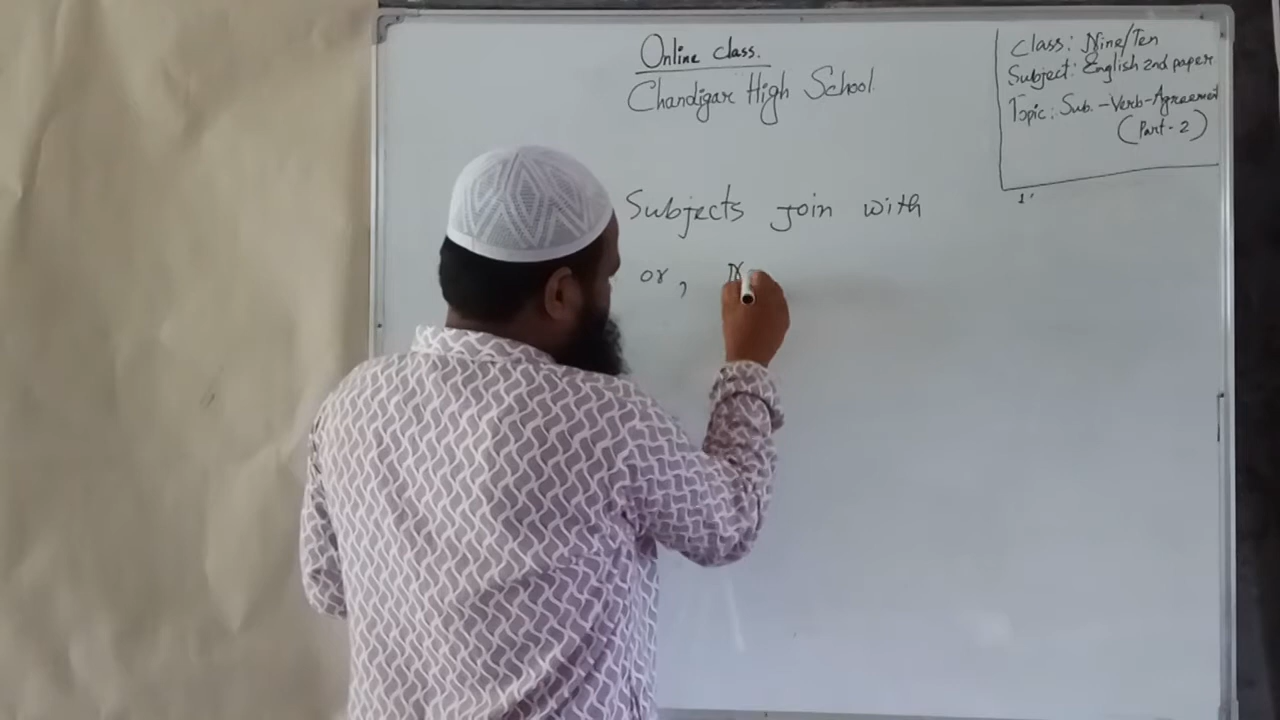 Online class.
Chandigar High School
Class: Nine/Ten
Subject: English 2nd paper
Topic: Sub.-Verb-Agreement
(Part-2)
Subjects join with
or,